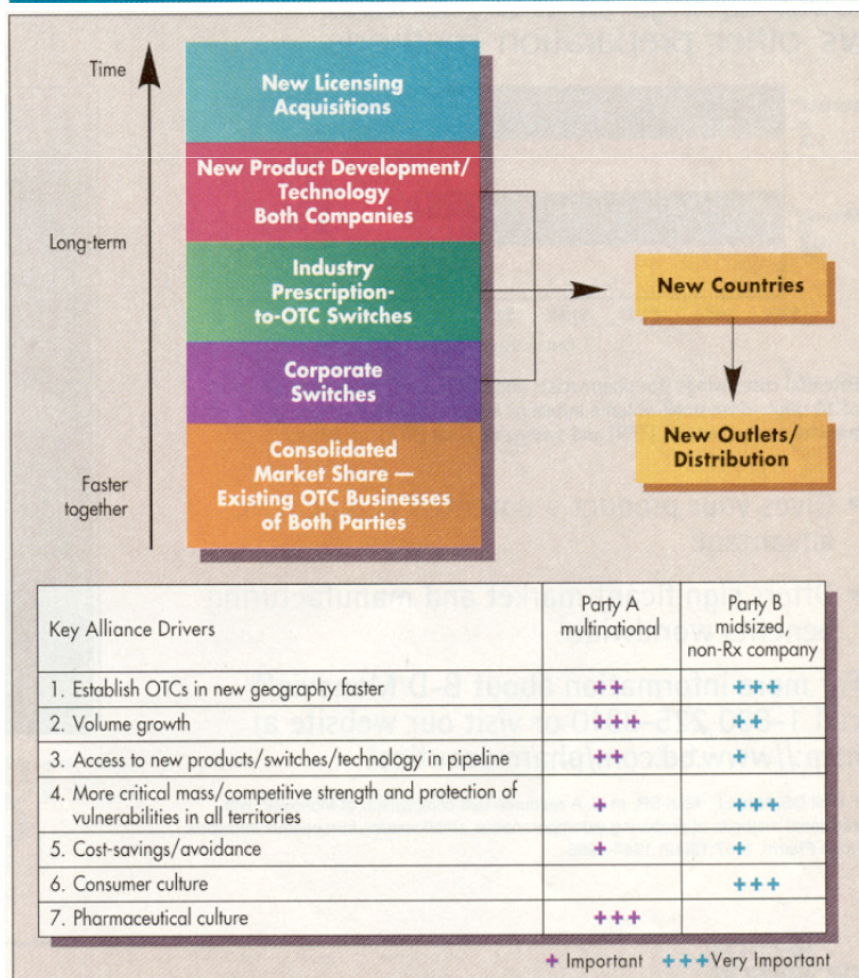 Time
New Licensing
Acquisitions
New Product Development/
Technology
Both Companies
Long-term
Industry
Prescription-
to-OTC Switches
New Countries
Corporate
Switches
New Outlets/
Distribution
Consolidated
Market Share —
Existing OTC Businesses
of Both Parties
Faster
together
Key Alliance Drivers
Party A
multinational
Party B
midsized,
non-Rx company
1. Establish OTCs in new geography faster ++ ++
2. Volume growth +++ ++
3. Access to new products/switches/technology in pipeline + +
4. More critical mass/competitive strength and protection of
vulnerabilities in all territories + +++
5. Cost-savings/avoidance + +
6. Consumer culture +++
7. Pharmaceutical culture +++
+ Important +++Very Important